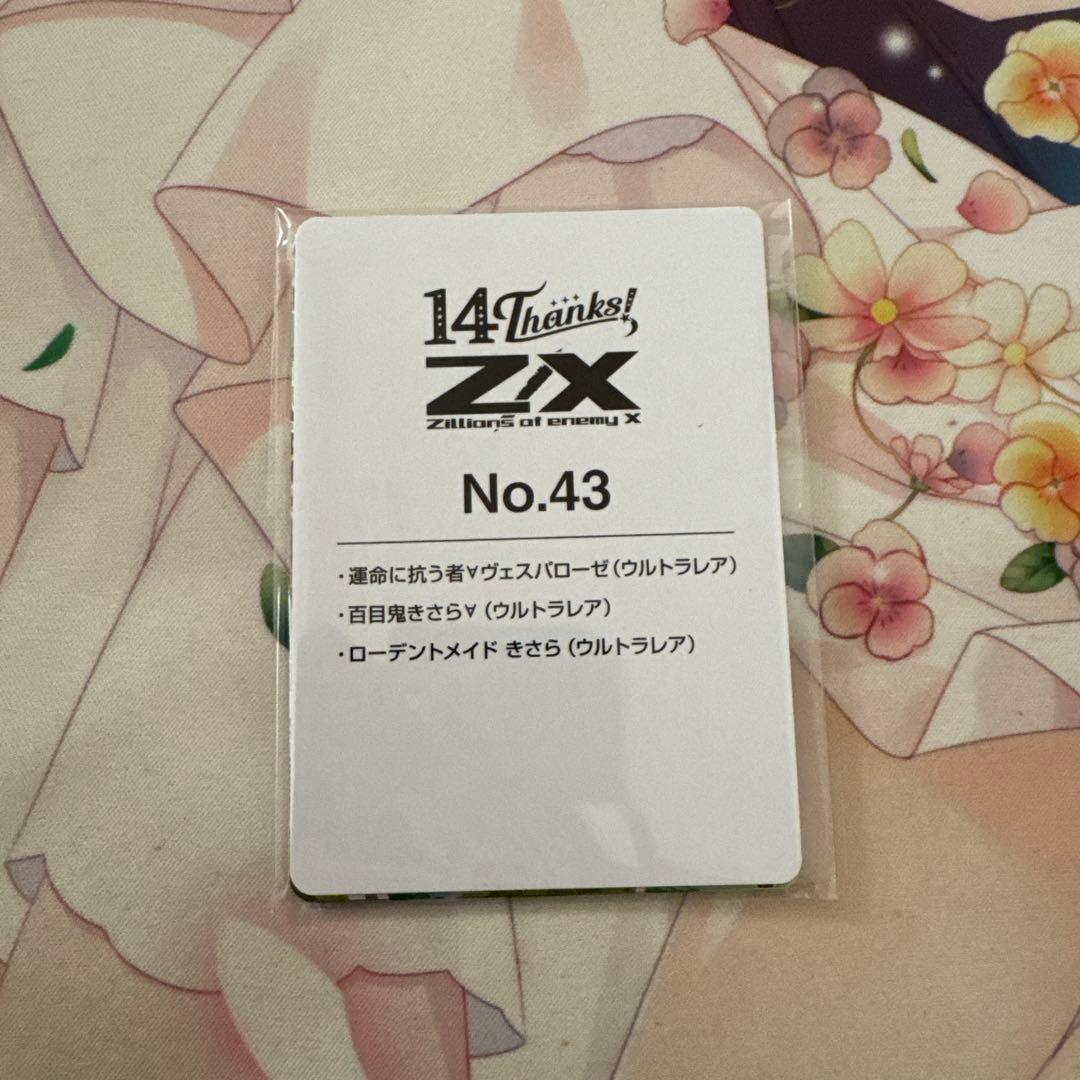 14 Thanks!
Z/X
Zillions of enemy X
No.43
・運命に抗う者∀ヴェスパローゼ(ウルトラレア)
・百目鬼きさら∀(ウルトラレア)
・ローデントメイド きさら(ウルトラレア)